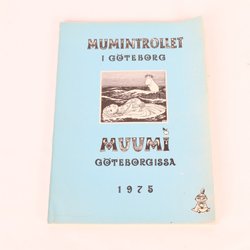 MUMINTROLLET
I GÖTEBORG
MUUMI
GÖTEBORGISSA
1975